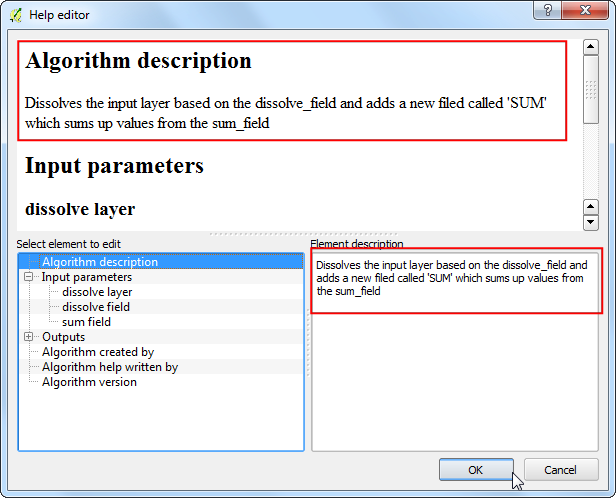 Help editor
Algorithm description
Dissolves the input layer based on the dissolve_field and adds a new filed called 'SUM'
which sums up values from the sum_field
Input parameters
dissolve layer
Select element to edit
Algorithm description
Input parameters
dissolve layer
dissolve field
sum field
Outputs
Algorithm created by
Algorithm help written by
Algorithm version
Element description
Dissolves the input layer based on the dissolve_field and
adds a new filed called 'SUM' which sums up values from
the sum_field
OK
Cancel